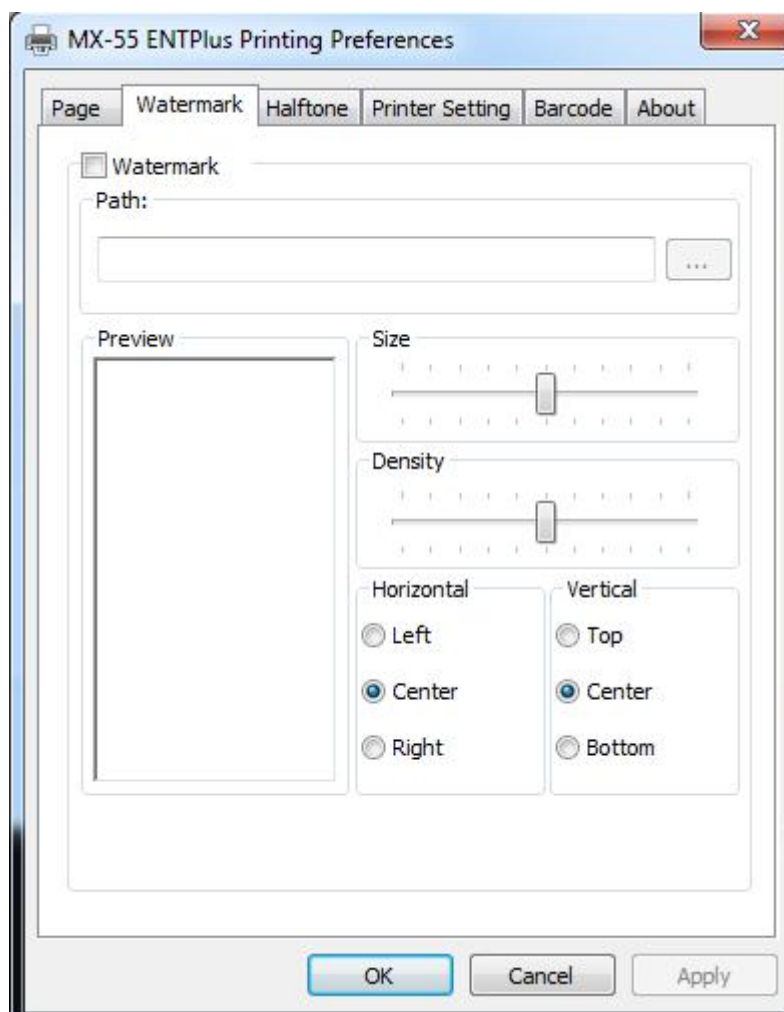 MX-55 ENTPlus Printing Preferences
Page Watermark Halftone Printer Setting Barcode About
Watermark
Path:
...
Preview
Size
Density
Horizontal
Left
Center
Right
Vertical
Top
Center
Bottom
OK Cancel Apply